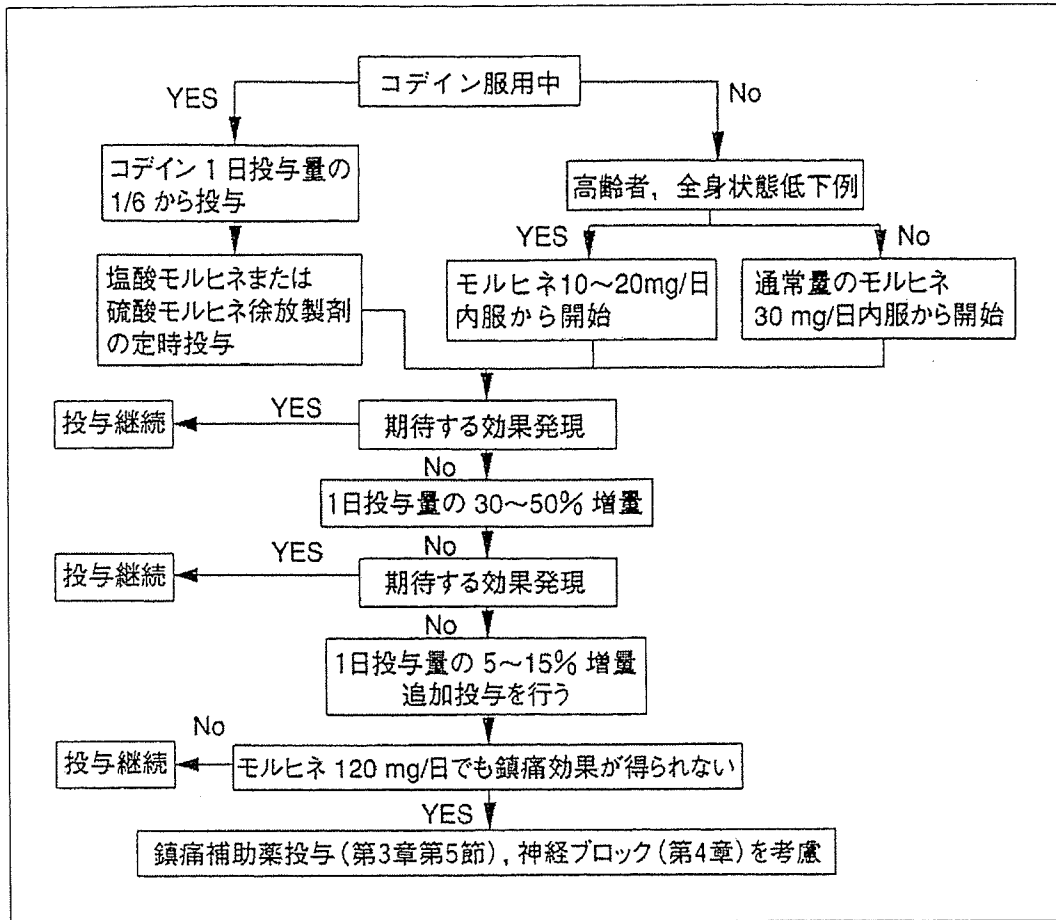 コデイン服用中
YES
No
コデイン1日投与量の
1/6 から投与
高齢者，全身状態低下例
YES
No
塩酸モルヒネまたは
硫酸モルヒネ徐放製剤
の定時投与
モルヒネ10〜20mg/日
内服から開始
通常量のモルヒネ
30 mg/日内服から開始
投与継続
YES
期待する効果発現
No
1日投与量の 30〜50% 増量
No
投与継続
YES
期待する効果発現
No
1日投与量の 5〜15% 増量
追加投与を行う
No
投与継続
モルヒネ 120 mg/日でも鎮痛効果が得られない
YES
鎮痛補助薬投与（第3章第5節），神経ブロック（第4章）を考慮